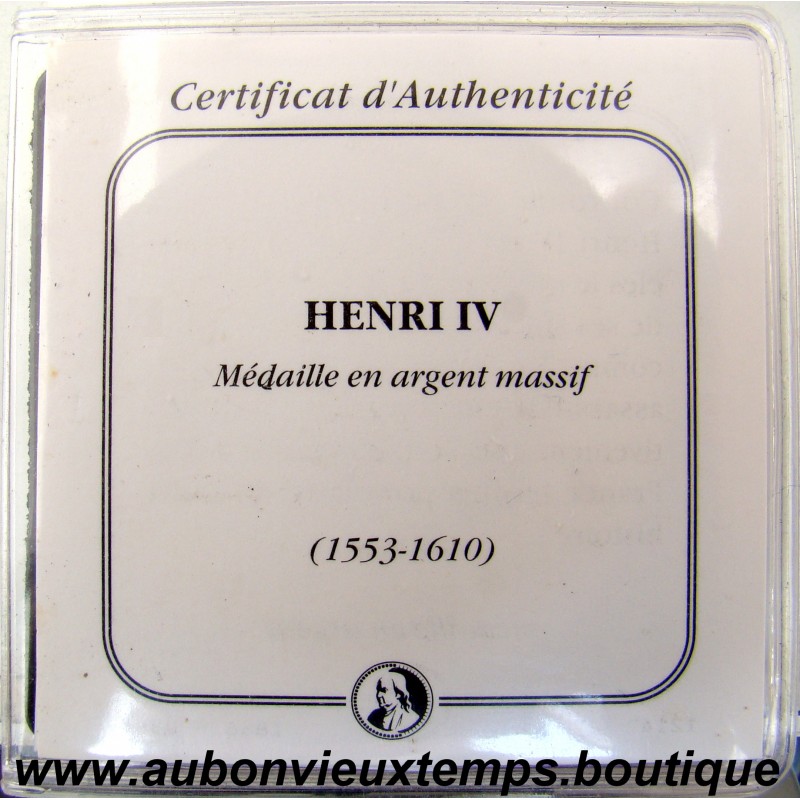 Certificat d'Authenticité
HENRI IV
Médaille en argent massif
(1553-1610)
www.aubonvieuxtemps.boutique